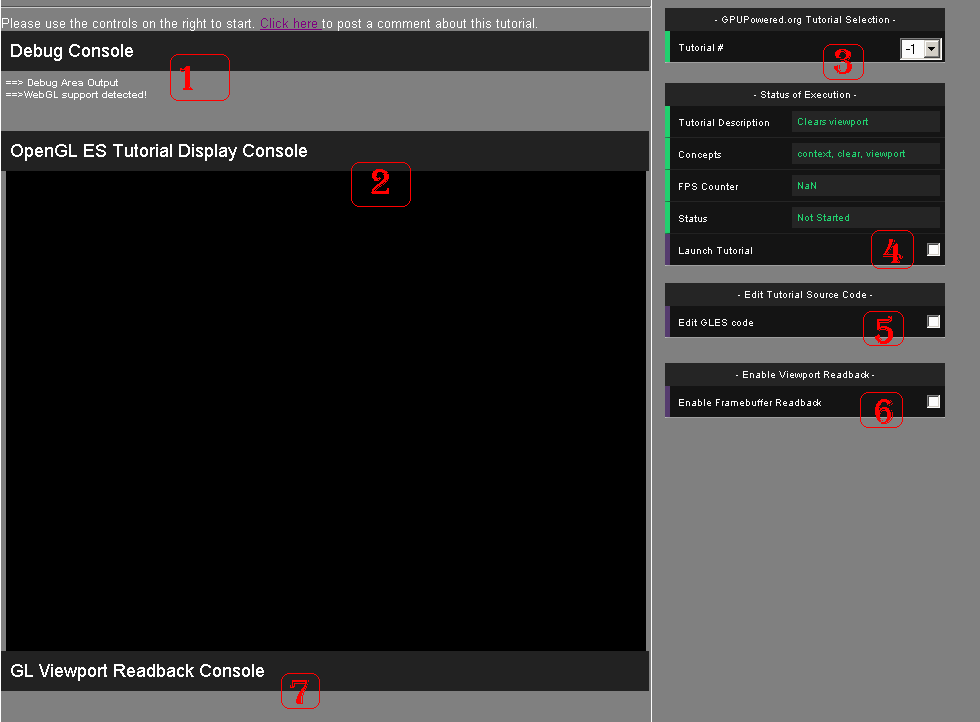 Please use the controls on the right to start. Click here to post a comment about this tutorial.
Debug Console
1
==> Debug Area Output
==>WebGL support detected!
OpenGL ES Tutorial Display Console
2
GL Viewport Readback Console
7
- GPUPowered.org Tutorial Selection -
Tutorial # -1
3
- Status of Execution -
Tutorial Description Clears viewport
Concepts context, clear, viewport
FPS Counter NaN
Status Not Started
Launch Tutorial 4
- Edit Tutorial Source Code -
Edit GLES code 5
- Enable Viewport Readback -
Enable Framebuffer Readback 6